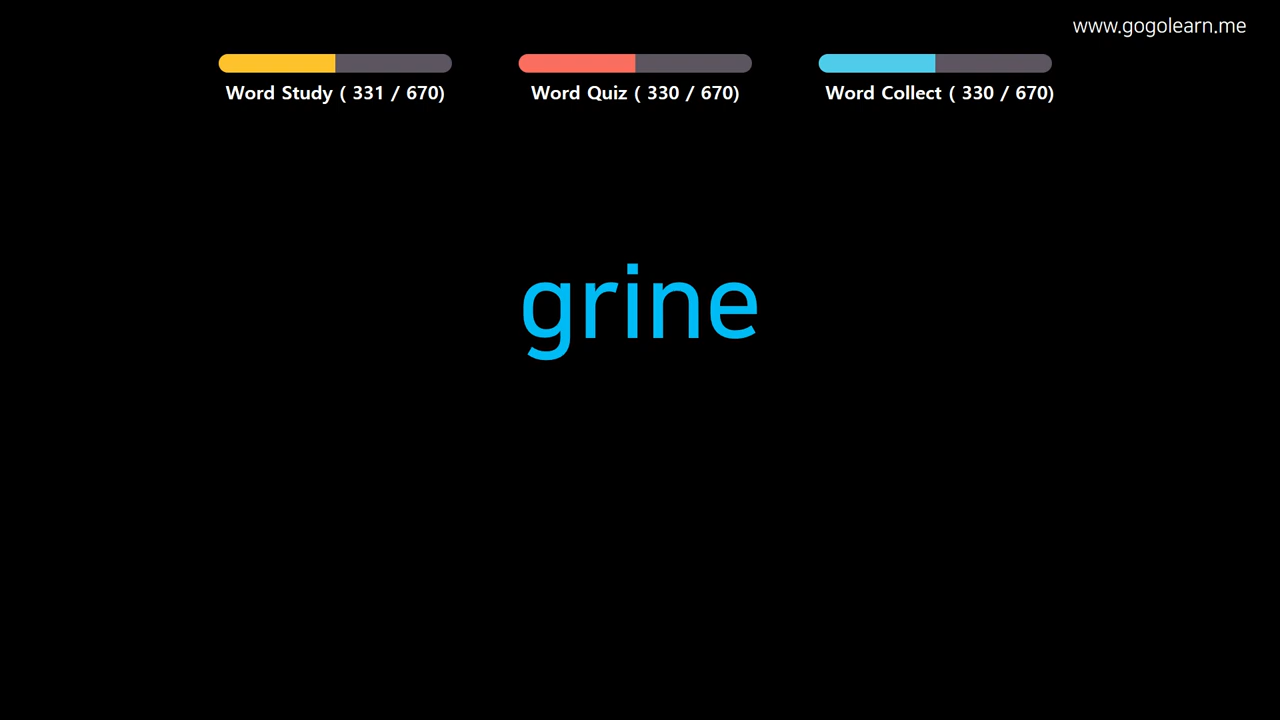 www.gogolearn.me
Word Study ( 331 / 670)
Word Quiz ( 330 / 670)
Word Collect ( 330 / 670)
grine